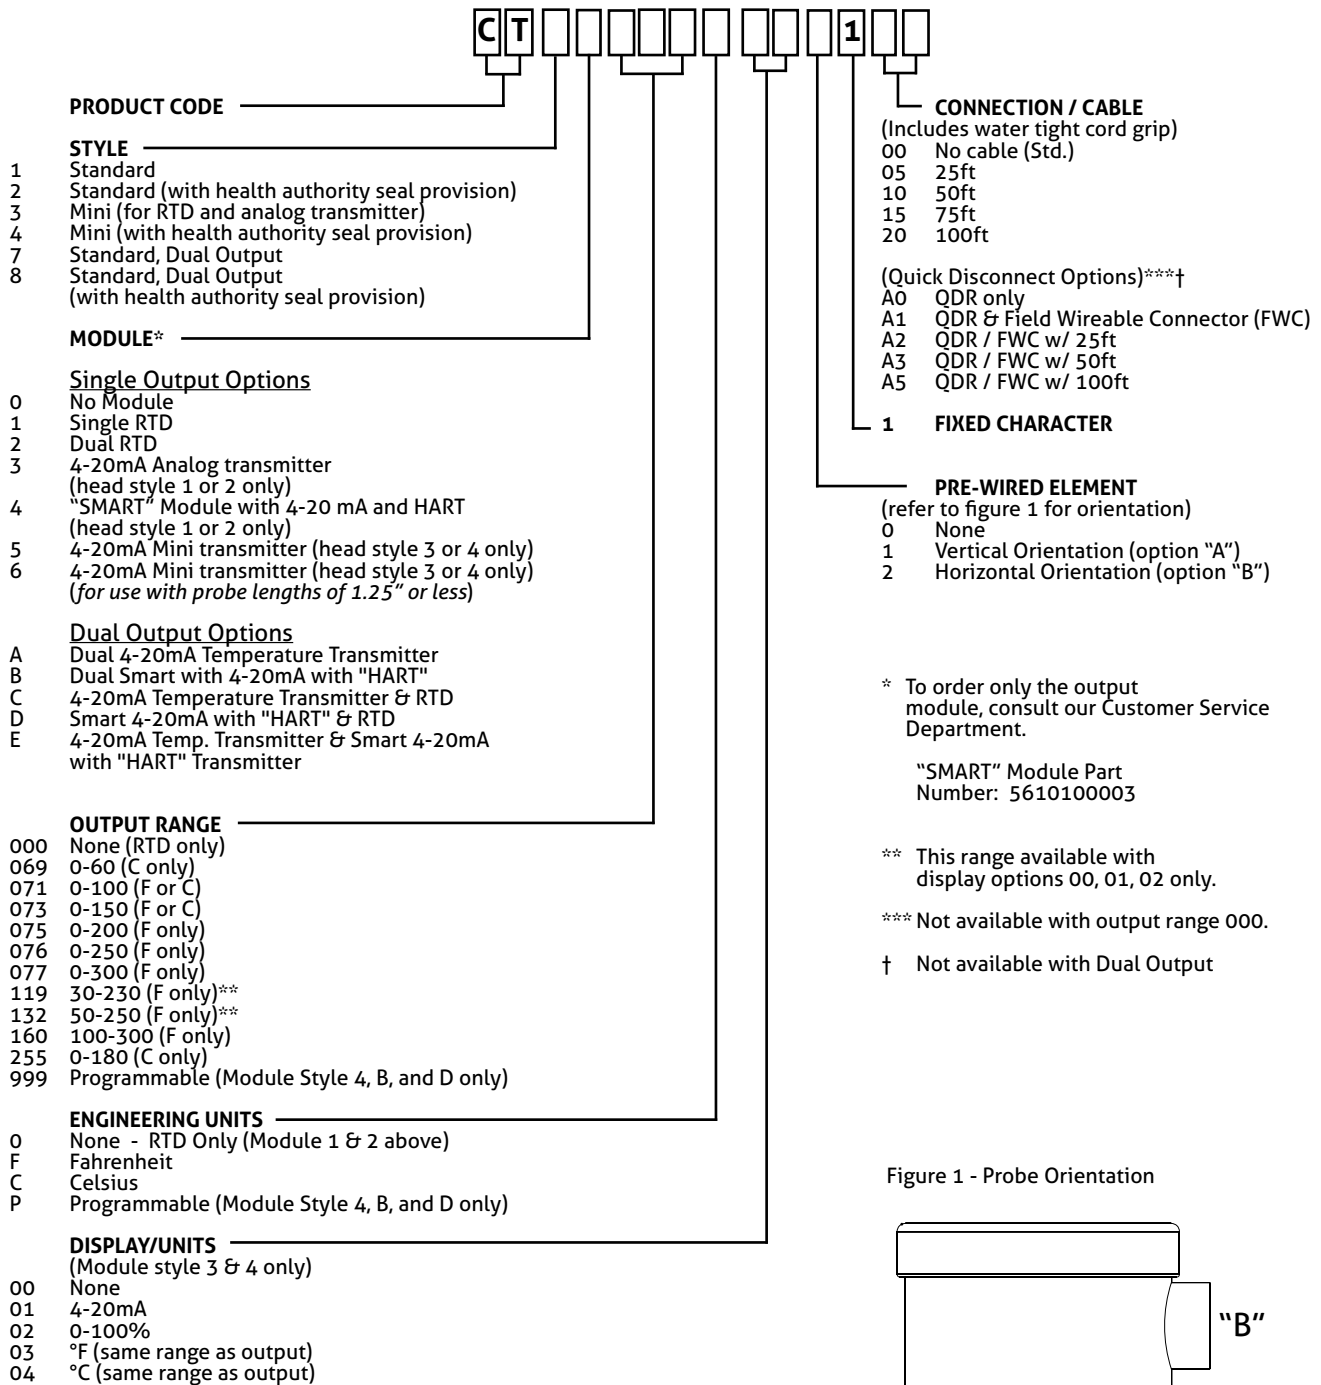 C T 1
PRODUCT CODE
STYLE
1 Standard
2 Standard (with health authority seal provision)
3 Mini (for RTD and analog transmitter)
4 Mini (with health authority seal provision)
7 Standard, Dual Output
8 Standard, Dual Output
(with health authority seal provision)
MODULE*
Single Output Options
0 No Module
1 Single RTD
2 Dual RTD
3 4-20mA Analog transmitter
(head style 1 or 2 only)
4 “SMART” Module with 4-20 mA and HART
(head style 1 or 2 only)
5 4-20mA Mini transmitter (head style 3 or 4 only)
6 4-20mA Mini transmitter (head style 3 or 4 only)
(for use with probe lengths of 1.25” or less)
Dual Output Options
A Dual 4-20mA Temperature Transmitter
B Dual Smart with 4-20mA with "HART"
C 4-20mA Temperature Transmitter & RTD
D Smart 4-20mA with "HART" & RTD
E 4-20mA Temp. Transmitter & Smart 4-20mA
with "HART" Transmitter
OUTPUT RANGE
000 None (RTD only)
069 0-60 (C only)
071 0-100 (F or C)
073 0-150 (F or C)
075 0-200 (F only)
076 0-250 (F only)
077 0-300 (F only)
119 30-230 (F only)**
132 50-250 (F only)**
160 100-300 (F only)
255 0-180 (C only)
999 Programmable (Module Style 4, B, and D only)
ENGINEERING UNITS
0 None - RTD Only (Module 1 & 2 above)
F Fahrenheit
C Celsius
P Programmable (Module Style 4, B, and D only)
DISPLAY/UNITS
(Module style 3 & 4 only)
00 None
01 4-20mA
02 0-100%
03 °F (same range as output)
04 °C (same range as output)
CONNECTION / CABLE
(Includes water tight cord grip)
00 No cable (Std.)
05 25ft
10 50ft
15 75ft
20 100ft
(Quick Disconnect Options)***†
A0 QDR only
A1 QDR & Field Wireable Connector (FWC)
A2 QDR / FWC w/ 25ft
A3 QDR / FWC w/ 50ft
A5 QDR / FWC w/ 100ft
1 FIXED CHARACTER
PRE-WIRED ELEMENT
(refer to figure 1 for orientation)
0 None
1 Vertical Orientation (option “A”)
2 Horizontal Orientation (option “B”)
* To order only the output
module, consult our Customer Service
Department.
“SMART” Module Part
Number: 5610100003
** This range available with
display options 00, 01, 02 only.
*** Not available with output range 000.
† Not available with Dual Output
Figure 1 - Probe Orientation
“B”